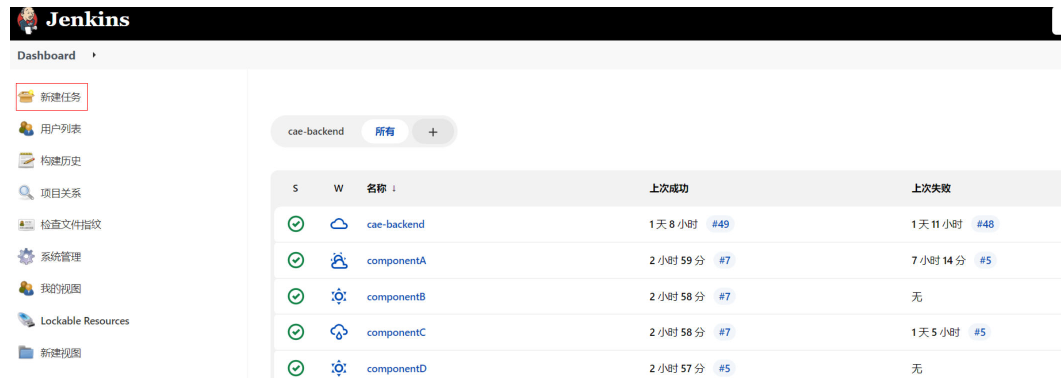 Jenkins
Dashboard
新建任务
用户列表
构建历史
项目关系
检查文件指纹
系统管理
我的视图
Lockable Resources
新建视图
cae-backend 所有 +
S W 名称 ↓ 上次成功 上次失败
cae-backend 1 天 8 小时 #49 1 天 11 小时 #48
componentA 2 小时 59 分 #7 7 小时 14 分 #5
componentB 2 小时 58 分 #7 无
componentC 2 小时 58 分 #7 1 天 5 小时 #5
componentD 2 小时 57 分 #5 无